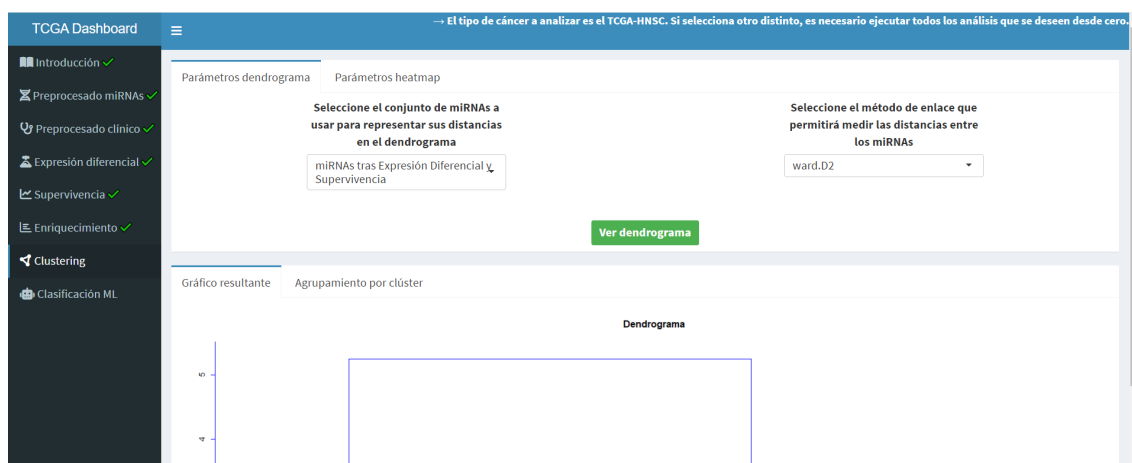 TCGA Dashboard
→ El tipo de cáncer a analizar es el TCGA-HNSC. Si selecciona otro distinto, es necesario ejecutar todos los análisis que se deseen desde cero.
Introducción
Preprocesado miRNAs
Preprocesado clínico
Expresión diferencial
Supervivencia
Enriquecimiento
Clustering
Clasificación ML
Parámetros dendrograma
Parámetros heatmap
Seleccione el conjunto de miRNAs a
usar para representar sus distancias
en el dendrograma
miRNAs tras Expresión Diferencial y
Supervivencia
Seleccione el método de enlace que
permitirá medir las distancias entre
los miRNAs
ward.D2
Ver dendrograma
Gráfico resultante
Agrupamiento por clúster
Dendrograma
5
4